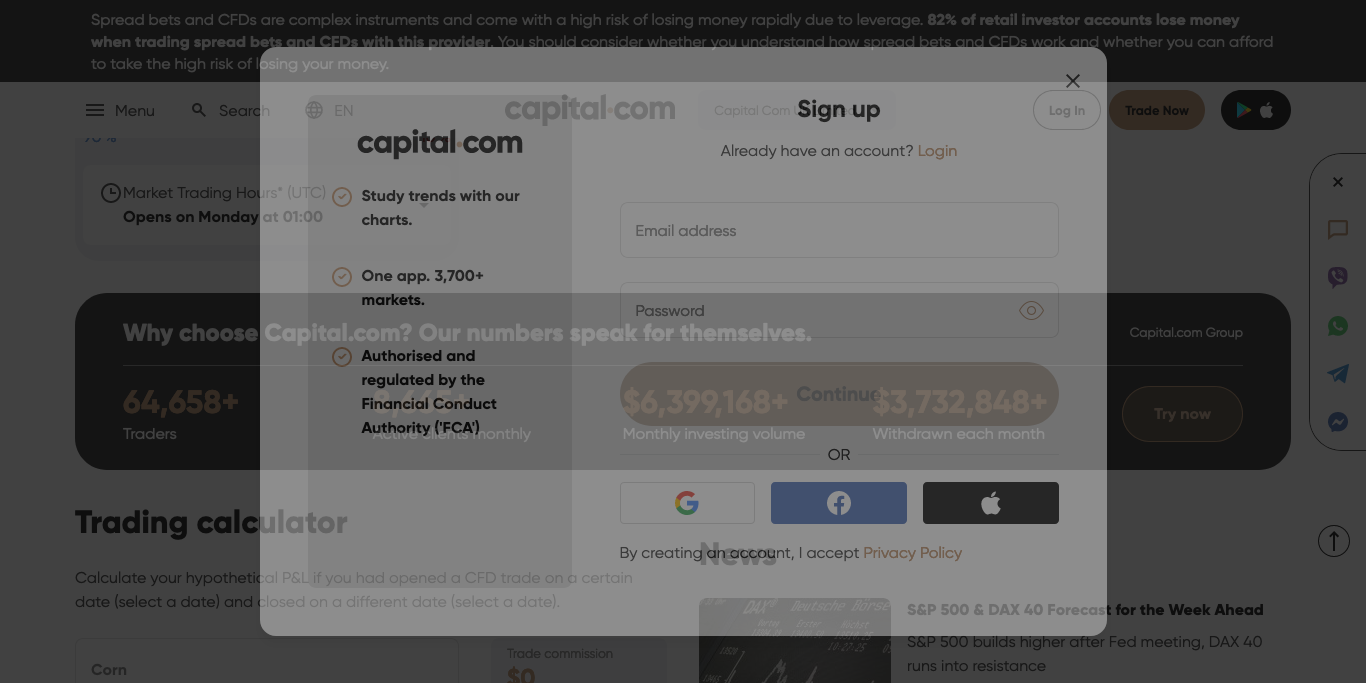 Spread bets and CFDs are complex instruments and come with a high risk of losing money rapidly due to leverage. 82% of retail investor accounts lose money
when trading spread bets and CFDs with this provider. You should consider whether you understand how spread bets and CFDs work and whether you can afford
to take the high risk of losing your money.
Menu
Search
EN
capital.com
Capital Com
Log In
Trade Now
Market Trading Hours* (UTC)
Opens on Monday at 01:00
capital.com
Study trends with our
charts.
One app. 3,700+
markets.
Authorised and
regulated by the
Financial Conduct
Authority ('FCA')
Sign up
Already have an account? Login
Email address
Password
Continue
OR
By creating an account, I accept Privacy Policy
Why choose Capital.com? Our numbers speak for themselves.
Capital.com Group
64,658+
Traders
Active clients monthly
$6,399,168+
Monthly investing volume
$3,732,848+
Withdrawn each month
Try now
Trading calculator
Calculate your hypothetical P&L if you had opened a CFD trade on a certain
date (select a date) and closed on a different date (select a date).
Corn
Trade commission
$0
News
DAX Deutsche Börse
S&P 500 & DAX 40 Forecast for the Week Ahead
S&P 500 builds higher after Fed meeting, DAX 40
runs into resistance